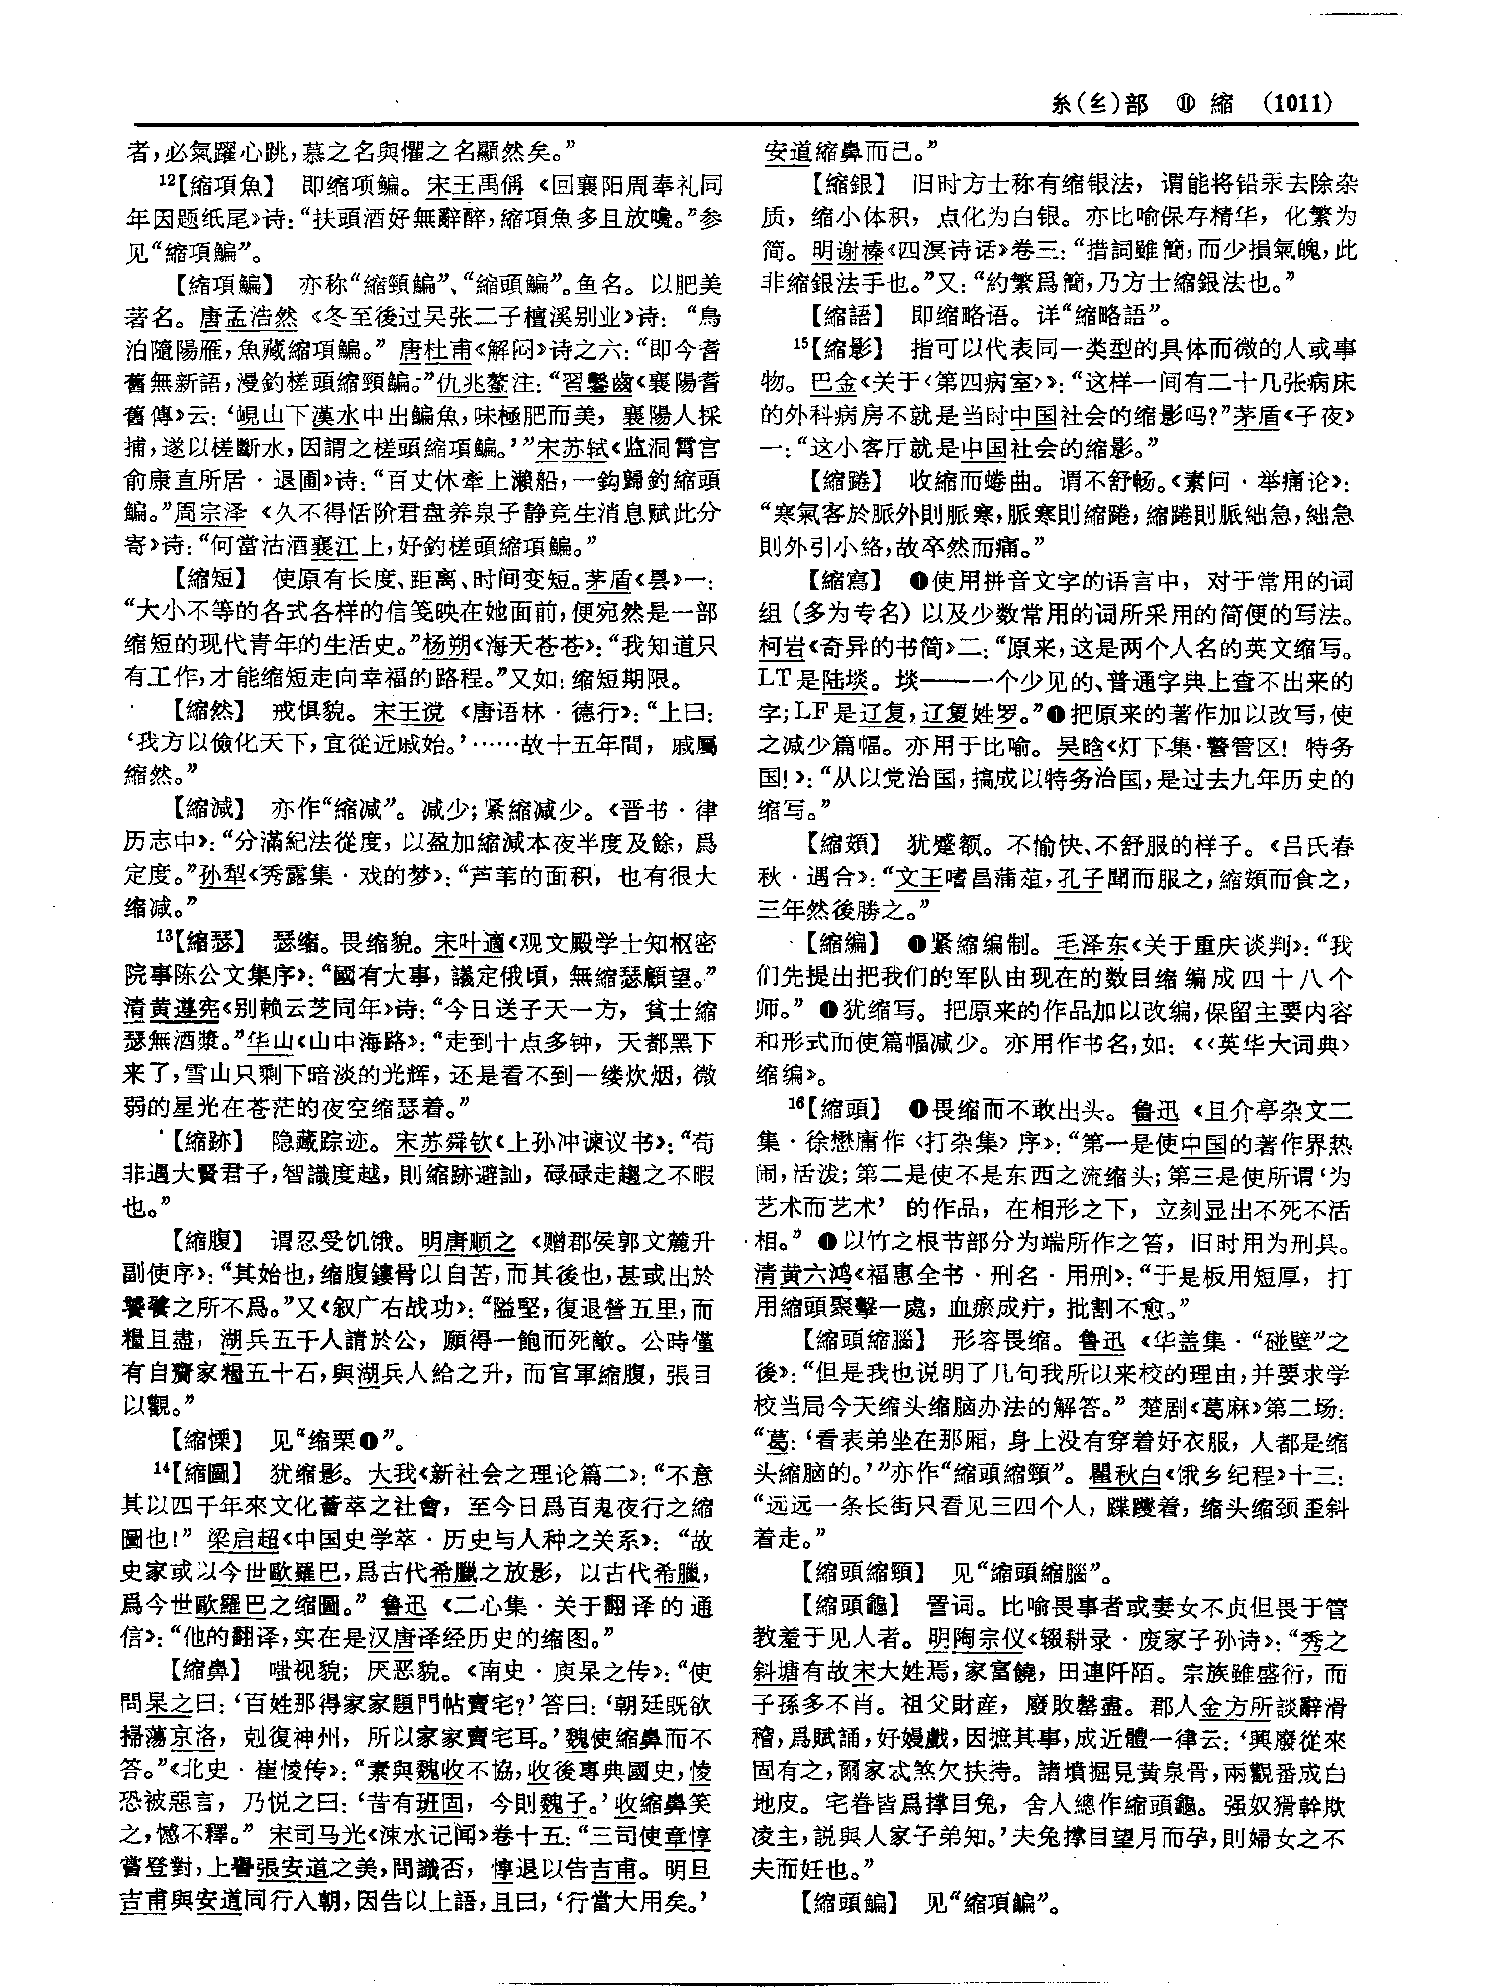 糸(纟)部　⑪ 縮　(1011)
者,必氣躍心跳,慕之名與懼之名顯然矣。”
12【縮項魚】　即缩项鳊。宋王禹偁《回襄阳周奉礼同
年因题纸尾》诗:“扶頭酒好無辭醉,縮項魚多且放嚵。”参
见“縮項鯿”。
【縮項鯿】　亦称“縮頸鯿”、“縮頭鯿”。鱼名。以肥美
著名。唐孟浩然《冬至後过吴张二子檀溪别业》诗:“鳥
泊隨陽雁,魚藏縮項鯿。”唐杜甫《解闷》诗之六:“即今耆
舊無新語,漫釣槎頭縮頸鯿。”仇兆鳌注:“習鑿齒《襄陽耆
舊傳》云:‘峴山下漢水中出鯿魚,味極肥而美,襄陽人採
捕,遂以槎斷水,因謂之槎頭縮項鯿。’”宋苏轼《监洞霄宫
俞康直所居·退圃》诗:“百丈休牽上瀨船,一鈎歸釣縮頭
鯿。”周宗泽《久不得恬阶君盘养泉子静竞生消息赋此分
寄》诗:“何當沽酒襄江上,好釣槎頭縮項鯿。”
【缩短】　使原有长度、距离、时间变短。茅盾《昙》一:
“大小不等的各式各样的信笺映在她面前,便宛然是一部
缩短的现代青年的生活史。”杨朔《海天苍苍》:“我知道只
有工作,才能缩短走向幸福的路程。”又如:缩短期限。
【縮然】　戒惧貌。宋王谠《唐语林·德行》:“上曰:
‘我方以儉化天下,宜從近戚始。’……故十五年間,戚屬
縮然。”
【縮減】　亦作“縮减”。减少;紧缩减少。《晋书·律
历志中》:“分滿紀法從度,以盈加縮減本夜半度及餘,爲
定度。”孙犁《秀露集·戏的梦》:“芦苇的面积,也有很大
缩减。”
13【縮瑟】　瑟缩。畏缩貌。宋叶適《观文殿学士知枢密
院事陈公文集序》:“國有大事,議定俄頃,無縮瑟顧望。”
清黄遵宪《别赖云芝同年》诗:“今日送子天一方,貧士縮
瑟無酒漿。”华山《山中海路》:“走到十点多钟,天都黑下
来了,雪山只剩下暗淡的光辉,还是看不到一缕炊烟,微
弱的星光在苍茫的夜空缩瑟着。”
【縮跡】　隐藏踪迹。宋苏舜钦《上孙冲谏议书》:“苟
非遇大賢君子,智識度越,則縮跡避訕,碌碌走趨之不暇
也。”
【縮腹】　谓忍受饥饿。明唐顺之《赠郡侯郭文麓升
副使序》:“其始也,缩腹鏤骨以自苦,而其後也,甚或出於
饕餮之所不爲。”又《叙广右战功》:“隘堅,復退營五里,而
糧且盡,湖兵五千人請於公,願得一飽而死敵。公時僅
有自齎家糧五十石,與湖兵人給之升,而官軍縮腹,張目
以觀。”
【縮慄】　见“缩栗❶”。
14【縮圖】　犹缩影。大我《新社会之理论篇二》:“不意
其以四千年來文化薈萃之社會,至今日爲百鬼夜行之縮
圖也!”梁启超《中国史学萃·历史与人种之关系》:“故
史家或以今世歐羅巴,爲古代希臘之放影,以古代希臘,
爲今世歐羅巴之缩圖。”鲁迅《二心集·关于翻译的通
信》:“他的翻译,实在是汉唐译经历史的缩图。”
【縮鼻】　嗤视貌;厌恶貌。《南史·庾杲之传》:“使
問杲之曰:‘百姓那得家家題門帖賣宅?’答曰:‘朝廷既欲
掃蕩京洛,剋復神州,所以家家賣宅耳。’魏使縮鼻而不
答。”《北史·崔㥄传》:“素與魏收不協,收後專典國史,㥄
恐被惡言,乃悦之曰:‘昔有班固,今則魏子。’收縮鼻笑
之,憾不釋。”宋司马光《涑水记闻》卷十五:“三司使章惇
嘗登對,上譽張安道之美,問識否,惇退以告吉甫。明旦
吉甫與安道同行入朝,因告以上語,且曰,‘行當大用矣。’
安道縮鼻而已。”
【縮銀】　旧时方士称有缩银法,谓能将铅汞去除杂
质,缩小体积,点化为白银。亦比喻保存精华,化繁为
简。明谢榛《四溟诗话》卷三:“措詞雖簡,而少損氣魄,此
非縮銀法手也。”又:“約繁爲簡,乃方士縮銀法也。”
【縮語】　即缩略语。详“縮略語”。
15【縮影】　指可以代表同一类型的具体而微的人或事
物。巴金《关于〈第四病室〉》:“这样一间有二十几张病床
的外科病房不就是当时中国社会的缩影吗?”茅盾《子夜》
一:“这小客厅就是中国社会的缩影。”
【縮踡】　收缩而蜷曲。谓不舒畅。《素问·举痛论》:
“寒氣客於脈外則脈寒,脈寒則縮踡,縮踡則脈絀急,絀急
則外引小絡,故卒然而痛。”
【縮寫】　❶使用拼音文字的语言中,对于常用的词
组(多为专名)以及少数常用的词所采用的简便的写法。
柯岩《奇异的书简》二:“原来,这是两个人名的英文缩写。
LT是陆埮。埮———个少见的、普通字典上查不出来的
字;LF是辽复,辽复姓罗。”❶把原来的著作加以改写,使
之减少篇幅。亦用于比喻。吴晗《灯下集·警管区!特务
国!》:“从以党治国,搞成以特务治国,是过去九年历史的
缩写。”
【縮頞】　犹蹙额。不愉快、不舒服的样子。《吕氏春
秋·遇合》:“文王嗜昌蒲菹,孔子聞而服之,縮頞而食之,
三年然後勝之。”
【縮編】　❶紧缩编制。毛泽东《关于重庆谈判》:“我
们先提出把我们的军队由现在的数目缩编成四十八个
师。”❶犹缩写。把原来的作品加以改编,保留主要内容
和形式而使篇幅减少。亦用作书名,如:《〈英华大词典〉
缩编》。
16【縮頭】　❶畏缩而不敢出头。鲁迅《且介亭杂文二
集·徐懋庸作〈打杂集〉序》:“第一是使中国的著作界热
闹,活泼;第二是使不是东西之流缩头;第三是使所谓‘为
艺术而艺术’的作品,在相形之下,立刻显出不死不活
相。”❶以竹之根节部分为端所作之笞,旧时用为刑具。
清黄六鸿《福惠全书·刑名·用刑》:“于是板用短厚,打
用縮頭聚擊一處,血瘀成疔,批割不愈。”
【縮頭縮腦】　形容畏缩。鲁迅《华盖集·“碰壁”之
後》:“但是我也说明了几句我所以来校的理由,并要求学
校当局今天缩头缩脑办法的解答。”楚剧《葛麻》第二场:
“葛:‘看表弟坐在那厢,身上没有穿着好衣服,人都是缩
头缩脑的。’”亦作“縮頭縮頸”。瞿秋白《俄乡纪程》十三:
“远远一条长街只看见三四个人,蹀躞着,缩头缩颈歪斜
着走。”
【縮頭縮頸】　见“縮頭縮腦”。
【縮頭龜】　詈词。比喻畏事者或妻女不贞但畏于管
教羞于见人者。明陶宗仪《辍耕录·废家子孙诗》:“秀之
斜塘有故宋大姓焉,家富饒,田連阡陌。宗族雖盛衍,而
子孫多不肖。祖父財産,廢敗罄盡。郡人金方所談辭滑
稽,爲賦誦,好嫚戲,因摭其事,成近體一律云:‘興廢從來
固有之,爾家忒煞欠扶持。諸墳掘見黄泉骨,兩觀番成白
地皮。宅眷皆爲撑目兔,舍人總作縮頭龜。强奴猾幹欺
凌主,説與人家子弟知。’夫兔撑目望月而孕,則婦女之不
夫而妊也。”
【縮頭鯿】　见“縮項鯿”。